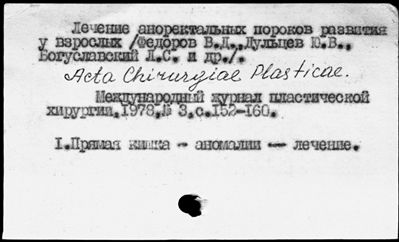 Лечение аноректальных пороков развития
у взрослых /Федоров В.Д.,Дульцев Ю.В.,
Богуславский Л.С. и др./.
Acta Chirurgiae Plasticae.
Международный журнал пластической
хирургии.1978,№ 3,с.152-160.
I.Прямая кишка - аномалии - лечение.